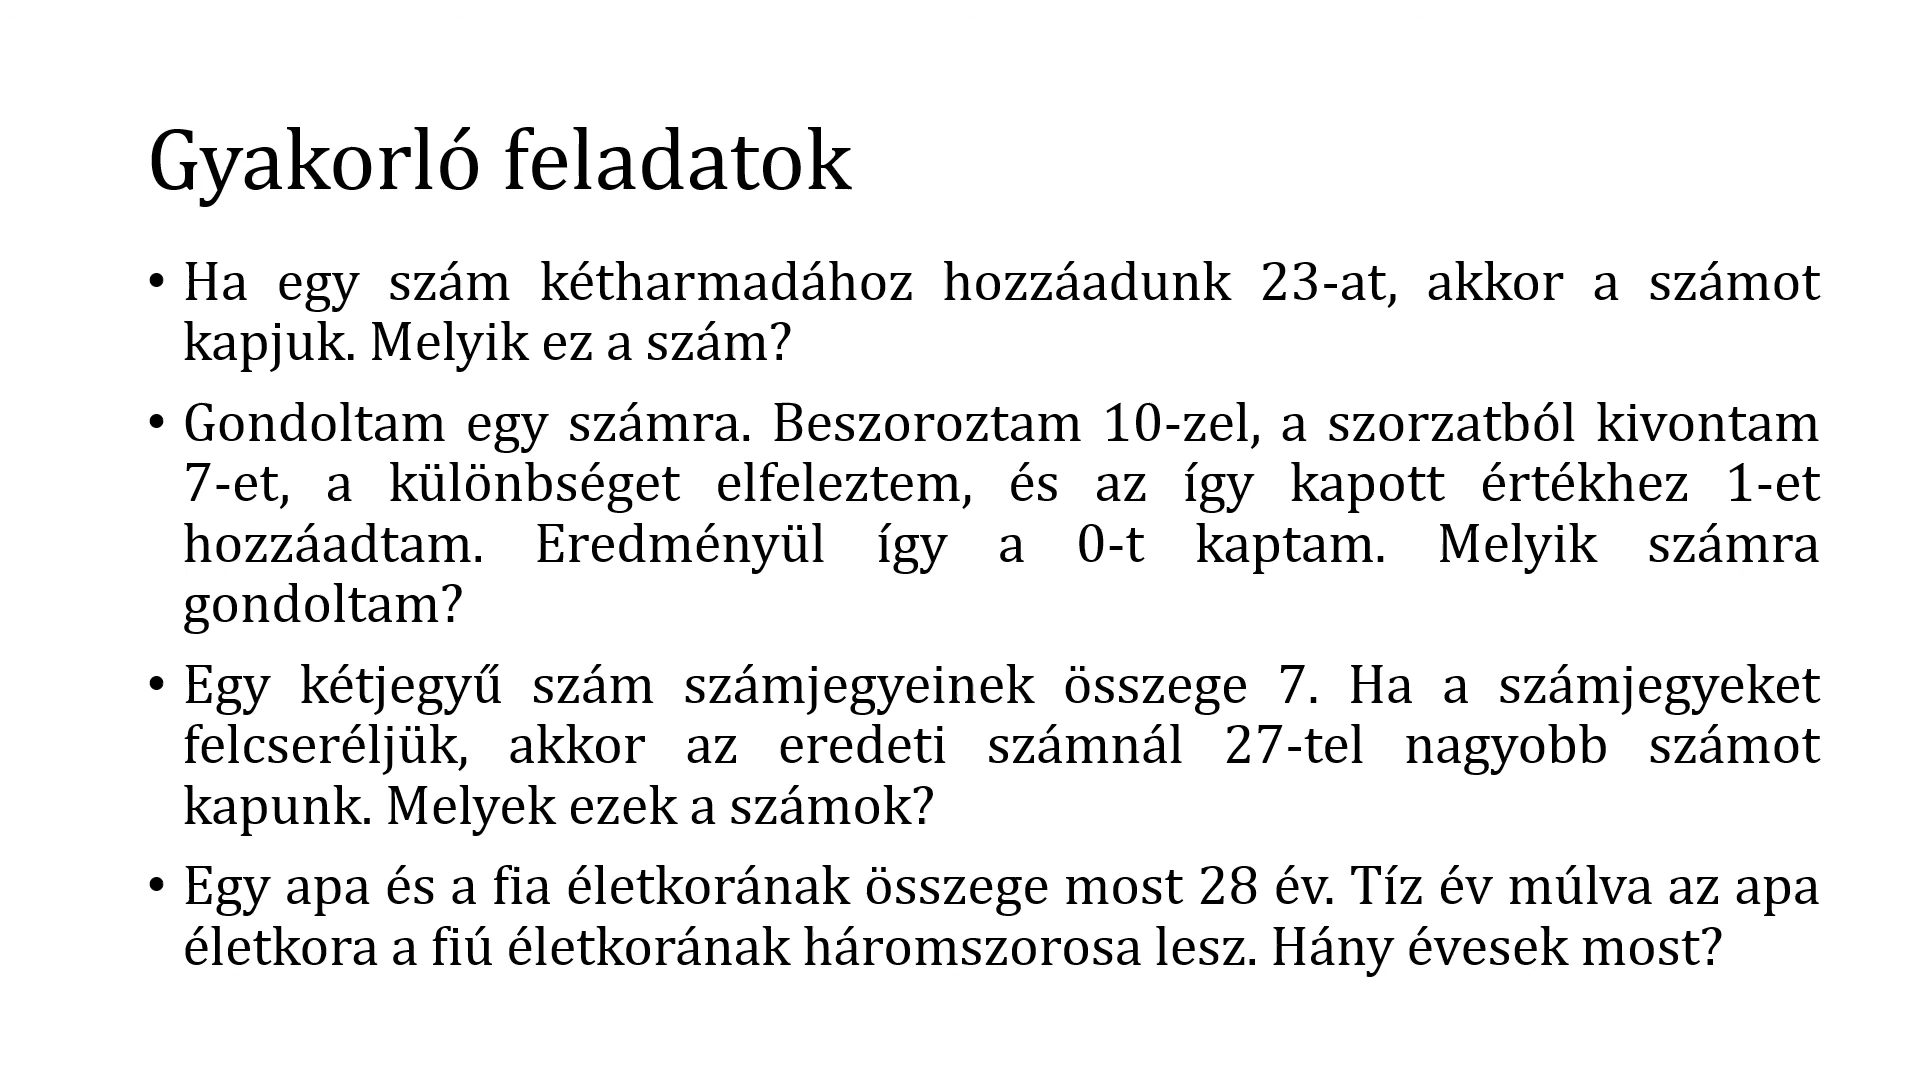 Gyakorló feladatok
• Ha egy szám kétharmadához hozzáadunk 23-at, akkor a számot
kapjuk. Melyik ez a szám?
• Gondoltam egy számra. Beszoroztam 10-zel, a szorzatból kivontam
7-et, a különbséget elfeleztem, és az így kapott értékhez 1-et
hozzáadtam. Eredményül így a 0-t kaptam. Melyik számra
gondoltam?
• Egy kétjegyű szám számjegyeinek összege 7. Ha a számjegyeket
felcseréljük, akkor az eredeti számnál 27-tel nagyobb számot
kapunk. Melyek ezek a számok?
• Egy apa és a fia életkorának összege most 28 év. Tíz év múlva az apa
életkora a fiú életkorának háromszorosa lesz. Hány évesek most?